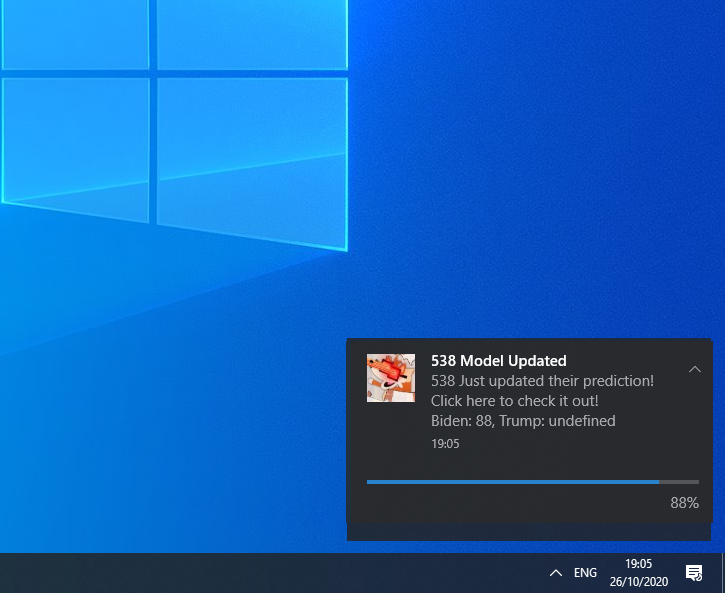 538 Model Updated
538 Just updated their prediction!
Click here to check it out!
Biden: 88, Trump: undefined
19:05
88%
ENG
19:05
26/10/2020